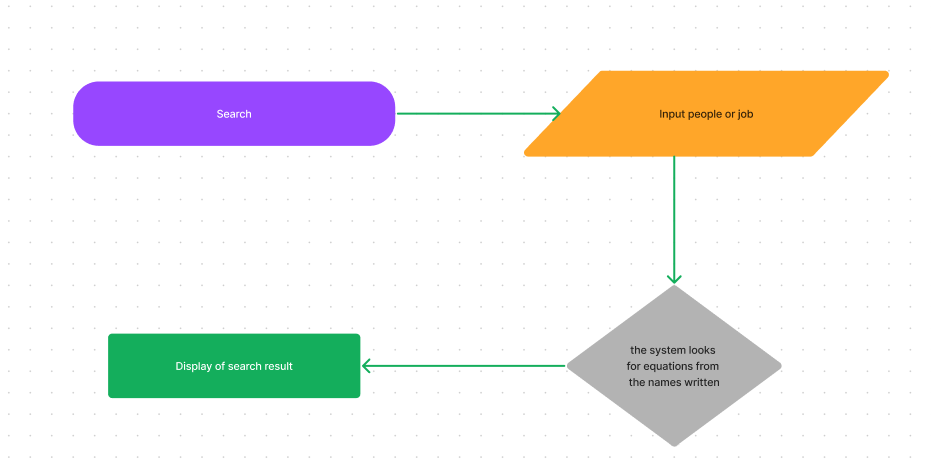 Search
Input people or job
the system looks
for equations from
the names written
Display of search result